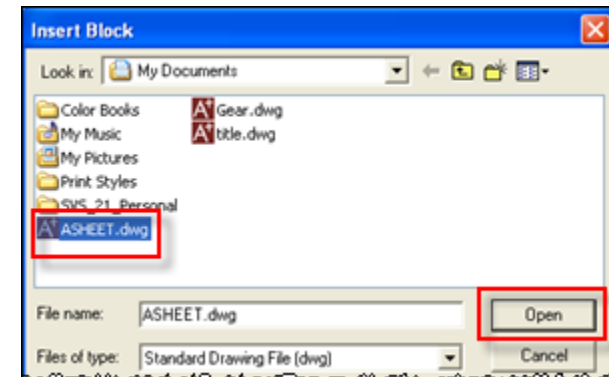 Insert Block
Look in: My Documents
Color Books
My Music
My Pictures
Print Styles
SVS_21_Personal
ASHEET.dwg
Gear.dwg
title.dwg
File name: ASHEET.dwg Open
Files of type: Standard Drawing File (dwg) Cancel